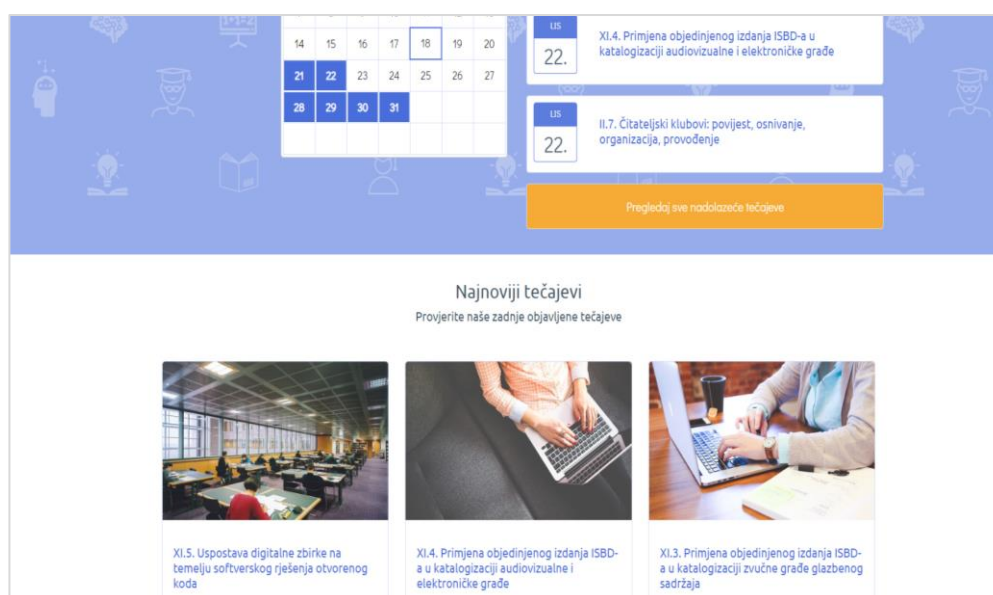 14 15 16 17 18 19 20
21 22 23 24 25 26 27
28 29 30 31
LIS
22.
XI.4. Primjena objedinjenog izdanja ISBD-a u
katalogizaciji audiovizualne i elektroničke građe
LIS
22.
II.7. Čitateljski klubovi: povijest, osnivanje,
organizacija, provođenje
Pregledaj sve nadolazeće tečajeve
Najnoviji tečajevi
Provjerite naše zadnje objavljene tečajeve
XI.5. Uspostava digitalne zbirke na
temelju softverskog rješenja otvorenog
koda
XI.4. Primjena objedinjenog izdanja ISBD-
a u katalogizaciji audiovizualne i
elektroničke građe
XI.3. Primjena objedinjenog izdanja ISBD-
a u katalogizaciji zvučne građe glazbenog
sadržaja